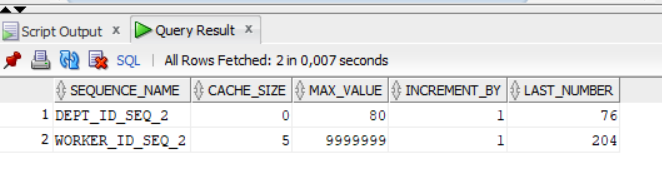 Script Output x Query Result x
SQL | All Rows Fetched: 2 in 0,007 seconds
SEQUENCE_NAME CACHE_SIZE MAX_VALUE INCREMENT_BY LAST_NUMBER
1 DEPT_ID_SEQ_2 0 80 1 76
2 WORKER_ID_SEQ_2 5 9999999 1 204